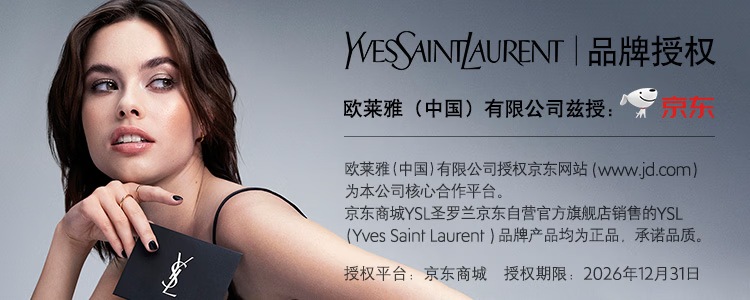 YVESSAINTLAURENT | 品牌授权
欧莱雅（中国）有限公司兹授： 京东
欧莱雅(中国)有限公司授权京东网站(www.jd.com)
为本公司核心合作平台。
京东商城YSL圣罗兰京东自营官方旗舰店销售的YSL
(Yves Saint Laurent )品牌产品均为正品，承诺品质。
授权平台：京东商城 授权期限：2026年12月31日
YSL